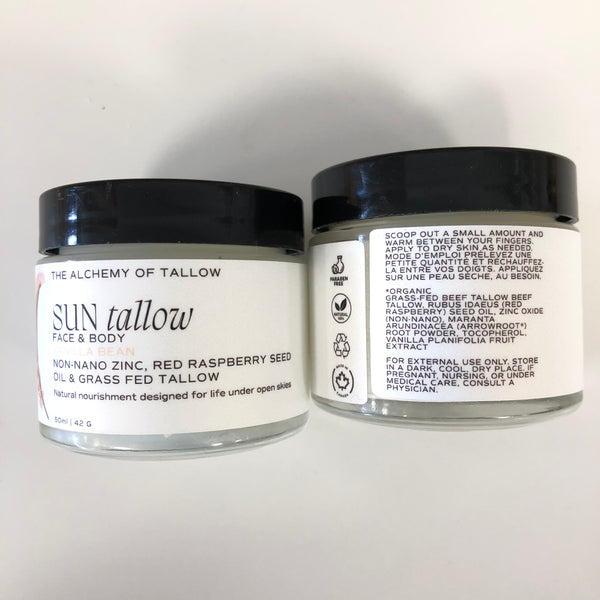 THE ALCHEMY OF TALLOW
SUN tallow
FACE & BODY
LA BEAN
NON-NANO ZINC, RED RASPBERRY SEED
OIL & GRASS FED TALLOW
Natural nourishment designed for life under open skies
50ml | 42 G
PARABEN
FREE
NATURAL
SCOOP OUT A SMALL AMOUNT AND
WARM BETWEEN YOUR FINGERS.
APPLY TO DRY SKIN AS NEEDED.
MODE D'EMPLOI PRÉLEVEZ UNE
PETITE QUANTITÉ ET RÉCHAUFFEZ-
LA ENTRE VOS DOIGTS. APPLIQUEZ
SUR UNE PEAU SÈCHE, AU BESOIN.
*ORGANIC
GRASS-FED BEEF TALLOW BEEF
TALLOW, RUBUS IDAEUS (RED
RASPBERRY) SEED OIL, ZINC OXIDE
(NON-NANO), MARANTA
ARUNDINACEA (ARROWROOT*)
ROOT POWDER, TOCOPHEROL,
VANILLA PLANIFOLIA FRUIT
EXTRACT
FOR EXTERNAL USE ONLY, STORE
IN A DARK, COOL, DRY PLACE. IF
PREGNANT, NURSING, OR UNDER
MEDICAL CARE, CONSULT A
PHYSICIAN.